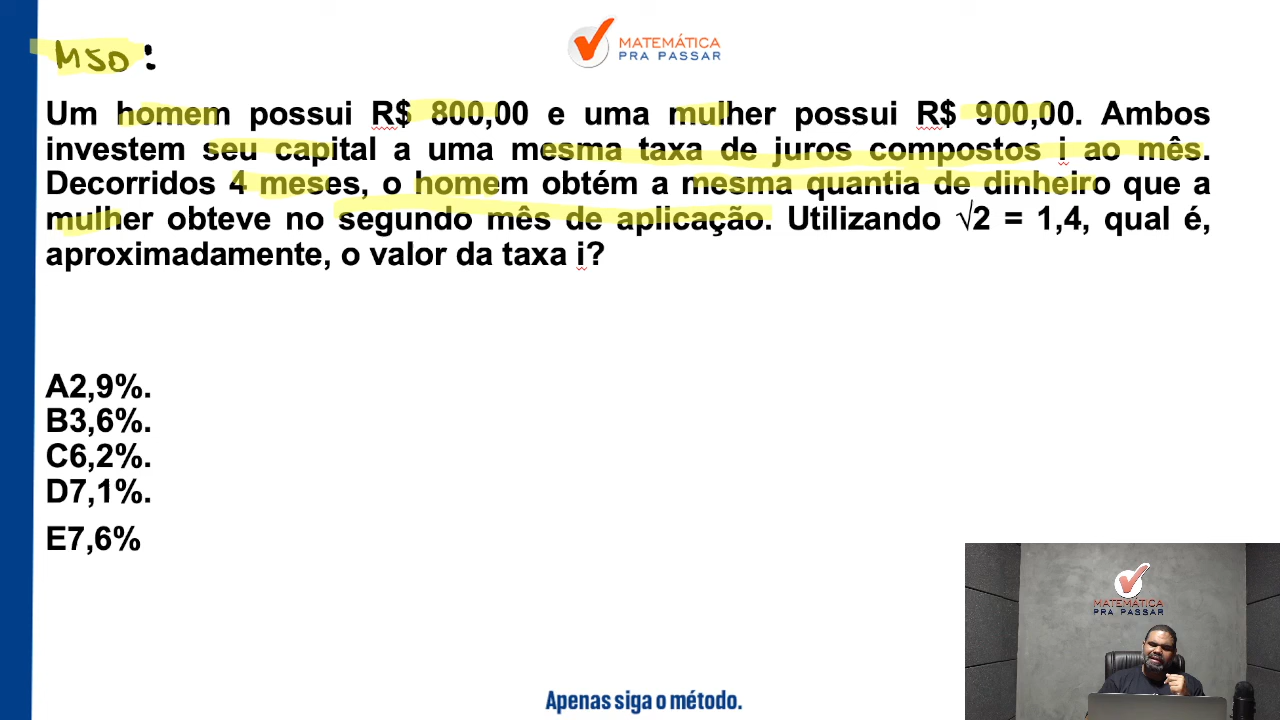 M50:
MATEMÁTICA
PRA PASSAR
Um homem possui R$ 800,00 e uma mulher possui R$ 900,00. Ambos
investem seu capital a uma mesma taxa de juros compostos i ao mês.
Decorridos 4 meses, o homem obtém a mesma quantia de dinheiro que a
mulher obteve no segundo mês de aplicação. Utilizando √2 = 1,4, qual é,
aproximadamente, o valor da taxa i?
A2,9%.
B3,6%.
C6,2%.
D7,1%.
E7,6%
MATEMÁTICA
PRA PASSAR
Apenas siga o método.